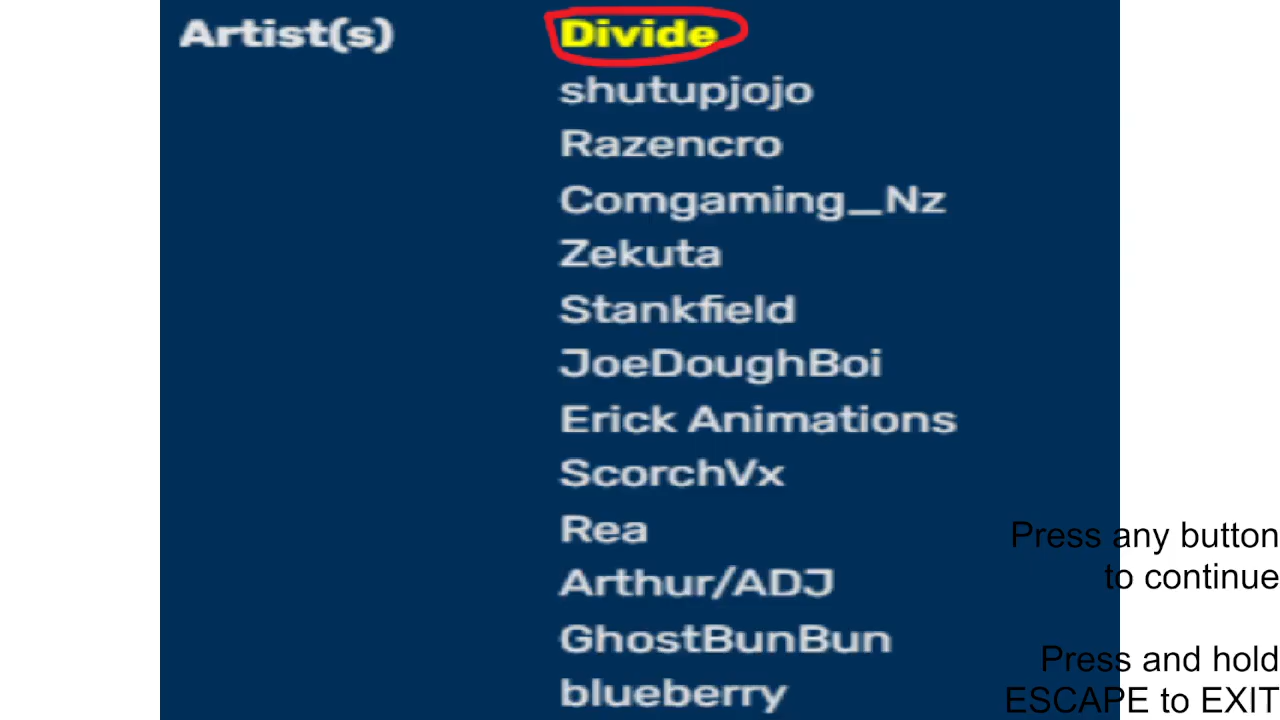 Artist(s) Divide
shutupjojo
Razencro
Comgaming_Nz
Zekuta
Stankfield
JoeDoughBoi
Erick Animations
ScorchVx
Rea
Arthur/ADJ
GhostBunBun
blueberry
Press any button
to continue
Press and hold
ESCAPE to EXIT